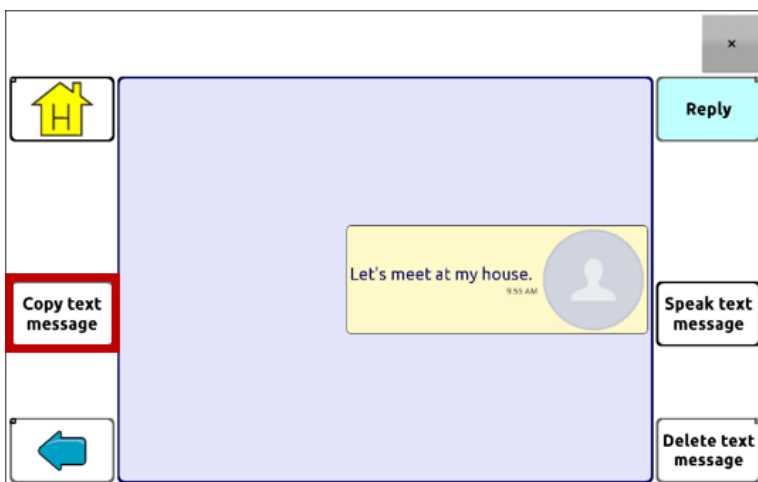 ×
H
Reply
Let's meet at my house.
9:55 AM
Copy text
message
Speak text
message
Delete text
message